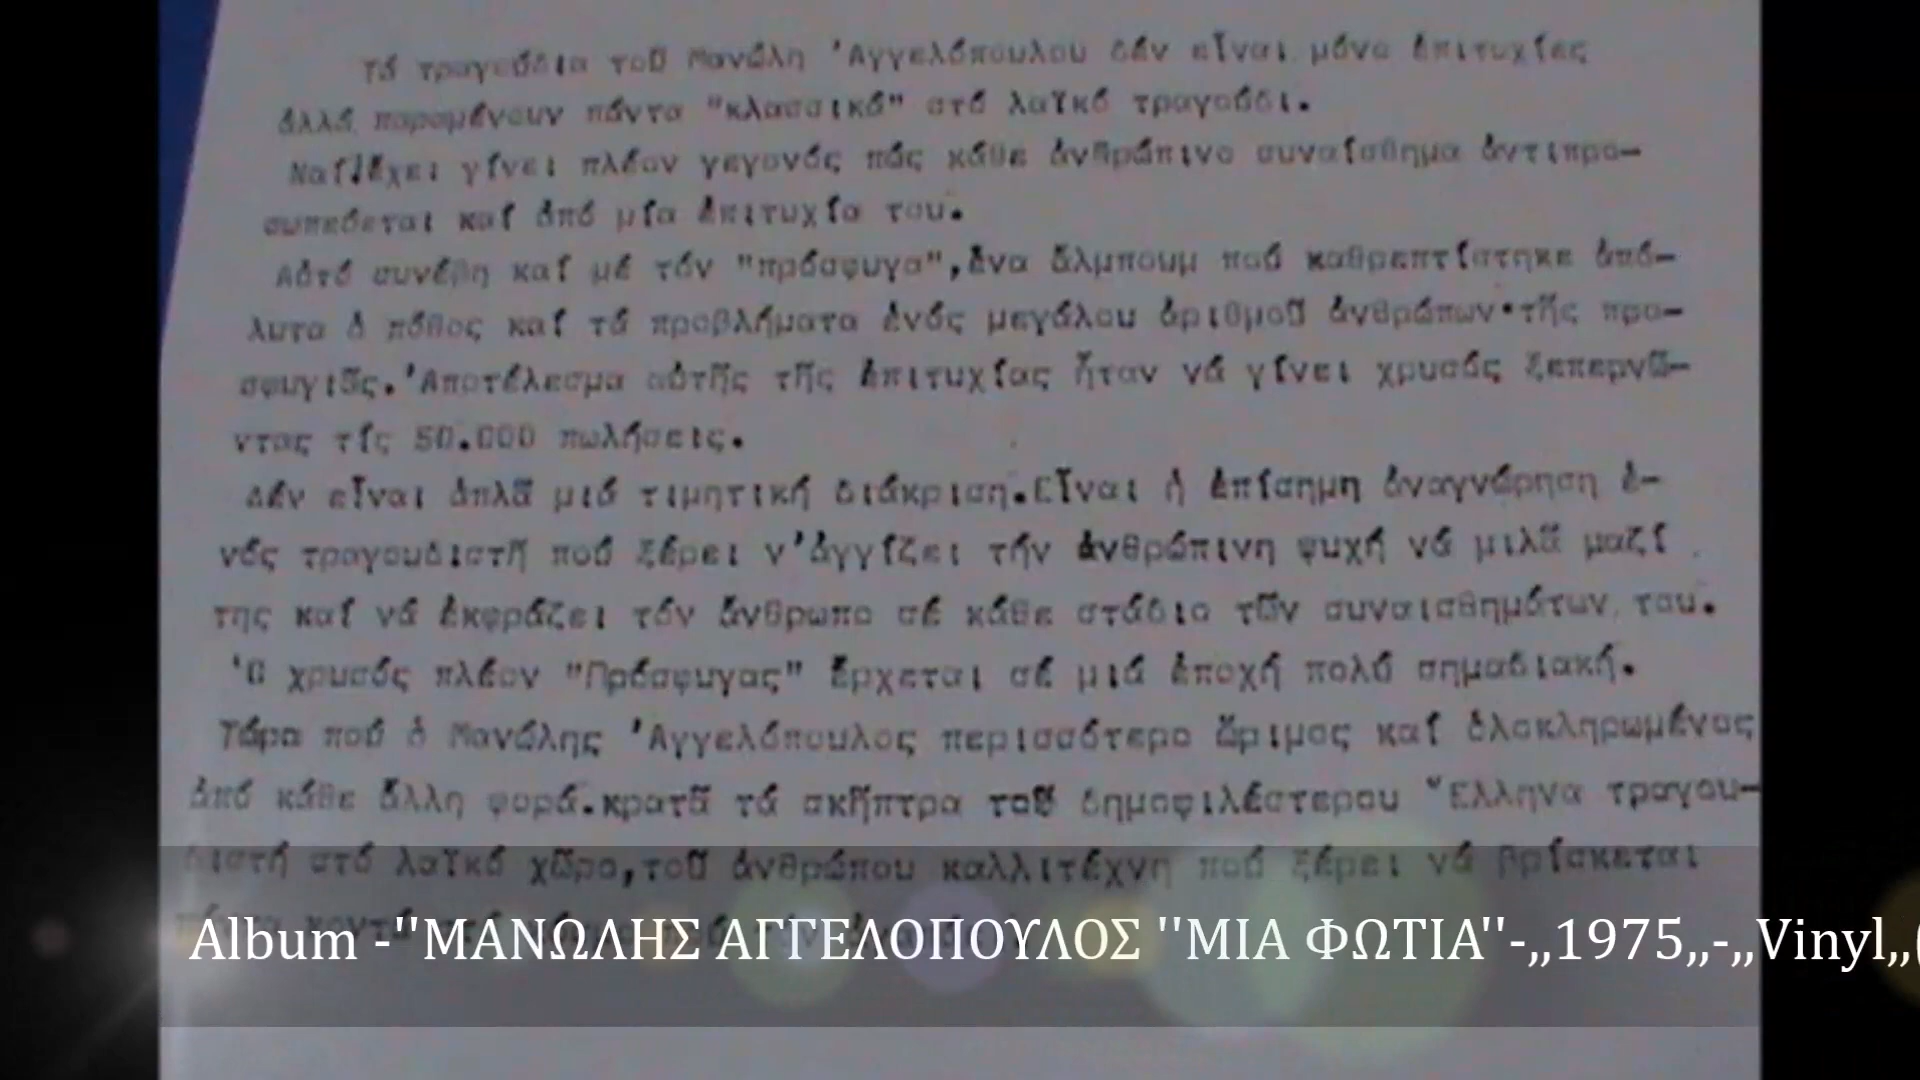 Τά τραγούδια τοῦ Μανώλη Ἀγγελόπουλου δέν εἶναι μόνο ἐπιτυχίες
ἀλλά παραμένουν πάντα "κλασσικά" στό λαϊκό τραγούδι.
Ναί ἔχει γίνει πλέον γεγονός πώς κάθε ἀνθρώπινο συναίσθημα ἀντιπρο-
σωπεύεται καί ἀπό μία ἐπιτυχία του.
Αὐτό συνέβη καί μέ τόν "πρόσφυγα",ἕνα ἄλμπουμ πού καθρεπτίστηκε ἀπό-
λυτα ὁ πόθος καί τά προβλήματα ἑνός μεγάλου ἀριθμοῦ ἀνθρώπων·τῆς προ-
σφυγιᾶς.Ἀποτέλεσμα αὐτῆς τῆς ἐπιτυχίας ἦταν νά γίνει χρυσός ξεπερνῶ-
ντας τίς 50.000 πωλήσεις.
Δέν εἶναι ἁπλᾶ μιά τιμητική διάκριση.Εἶναι ἡ ἐπίσημη ἀναγνώρηση ἑ-
νός τραγουδιστῆ πού ξέρει ν'ἀγγίζει τήν ἀνθρώπινη ψυχή νά μιλᾶ μαζί
της καί νά ἐκφράζει τόν ἄνθρωπο σέ κάθε στάδιο τῶν συναισθημάτων του.
Ὁ χρυσός πλέον "Πρόσφυγας" ἔρχεται σέ μιά ἐποχή πολύ σημαδιακή.
Τώρα πού ὁ Μανώλης Ἀγγελόπουλος περισσότερο ὥριμος καί ὁλοκληρωμένος
ἀπό κάθε ἄλλη φορά.κρατᾶ τά σκῆπτρα τοῦ δημοφιλέστερου Ἕλληνα τραγου-
διστή στό λαϊκό χῶρο,τοῦ ἀνθρώπου καλλιτέχνη πού ξέρει νά βρίσκεται
Album -''ΜΑΝΩΛΗΣ ΑΓΓΕΛΟΠΟΥΛΟΣ ''ΜΙΑ ΦΩΤΙΑ''-,,1975,,-,,Vinyl,,(